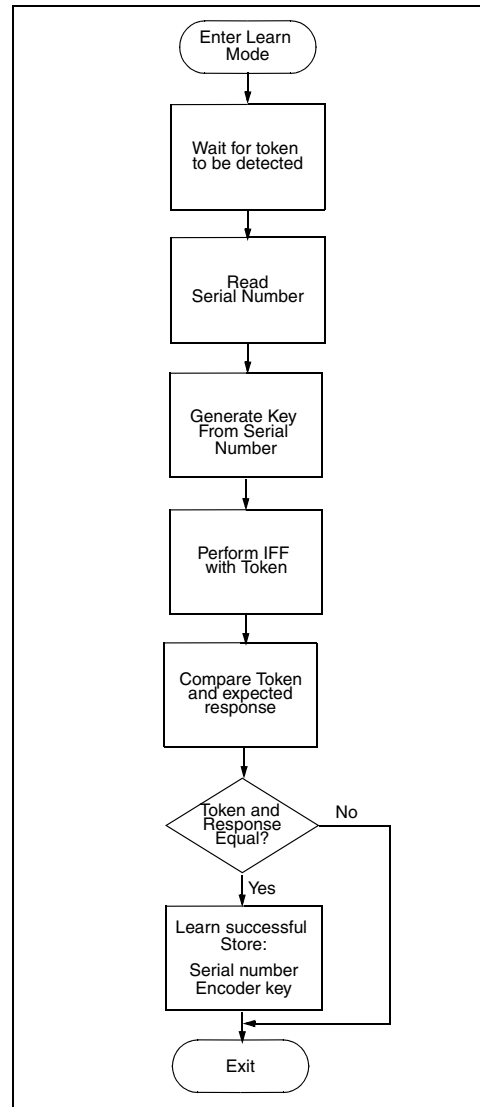 Enter Learn
Mode
Wait for token
to be detected
Read
Serial Number
Generate Key
From Serial
Number
Perform IFF
with Token
Compare Token
and expected
response
Token and
Response
Equal?
No
Yes
Learn successful
Store:
Serial number
Encoder key
Exit